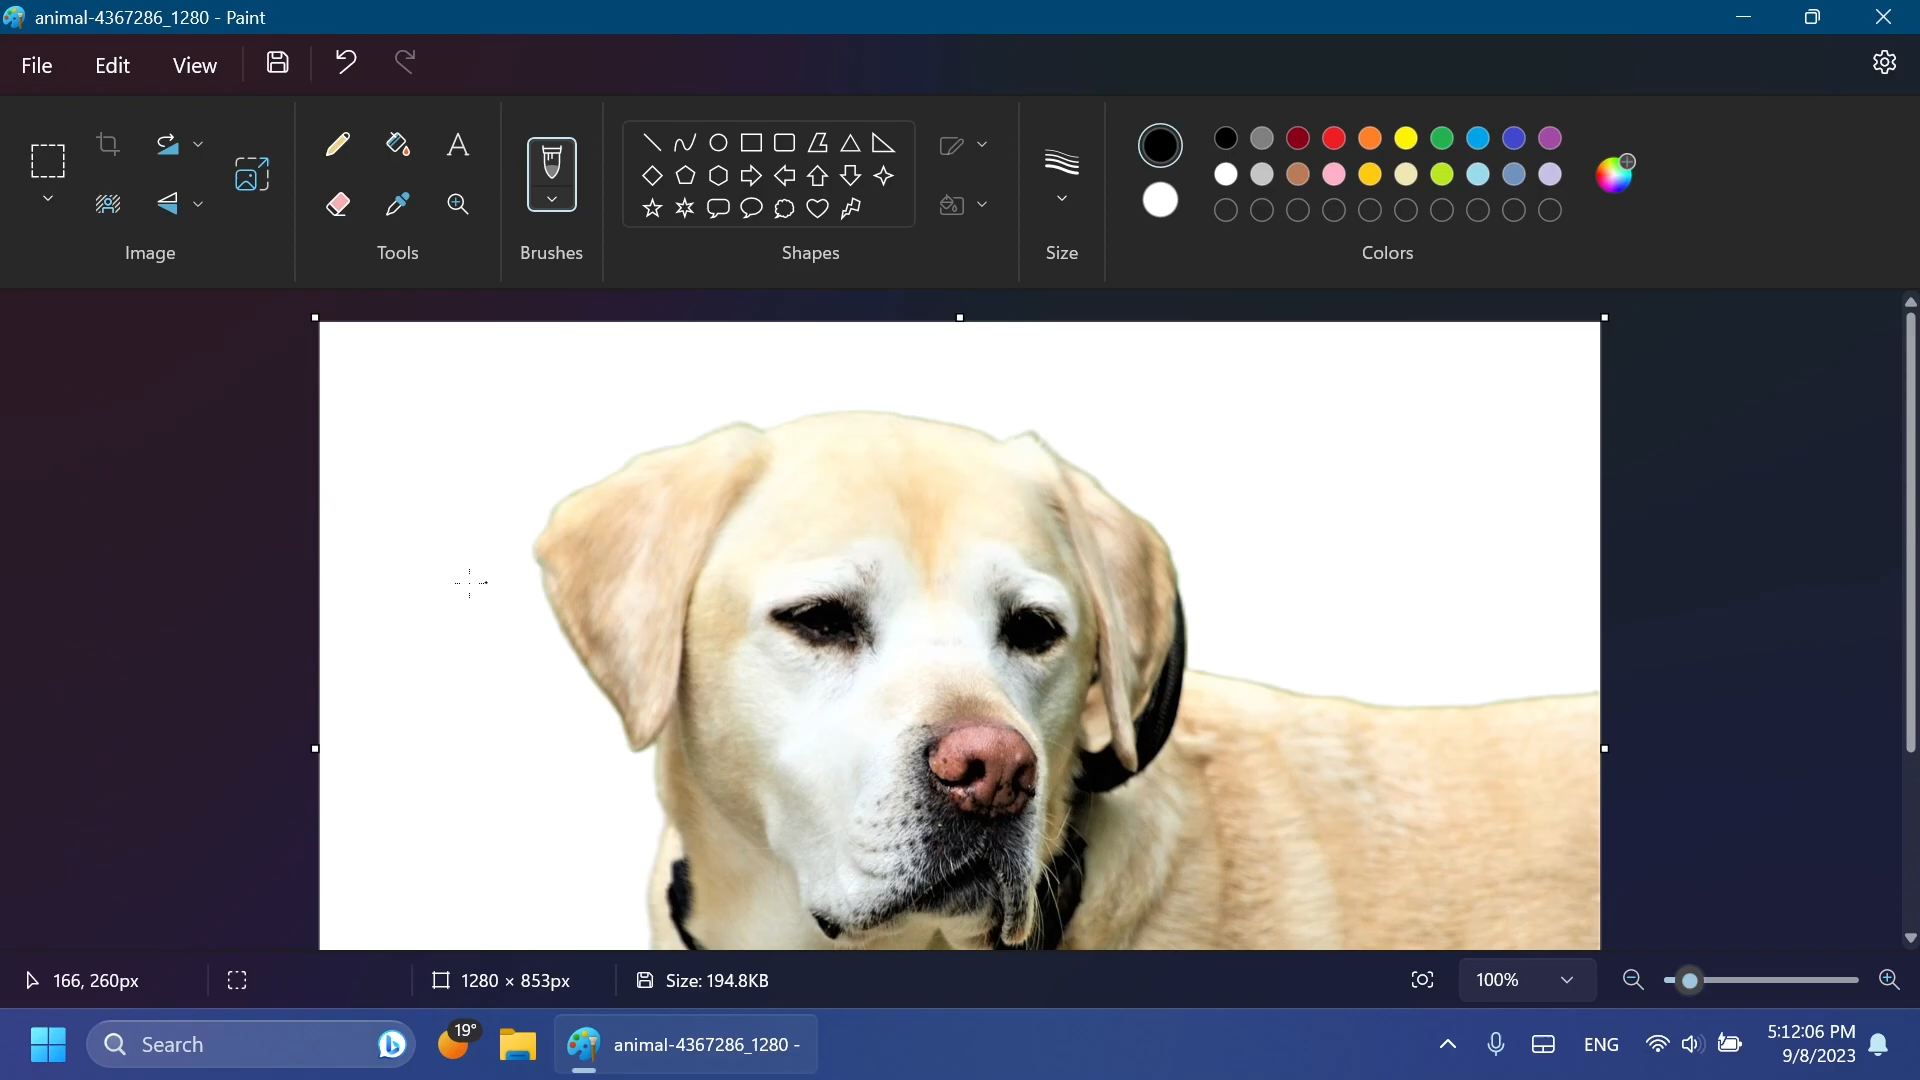 animal-4367286_1280 - Paint
File Edit View
Image Tools Brushes Shapes Size Colors
166, 260px 1280 × 853px Size: 194.8KB 100%
19°
Search animal-4367286_1280 - ENG 5:12:06 PM
9/8/2023